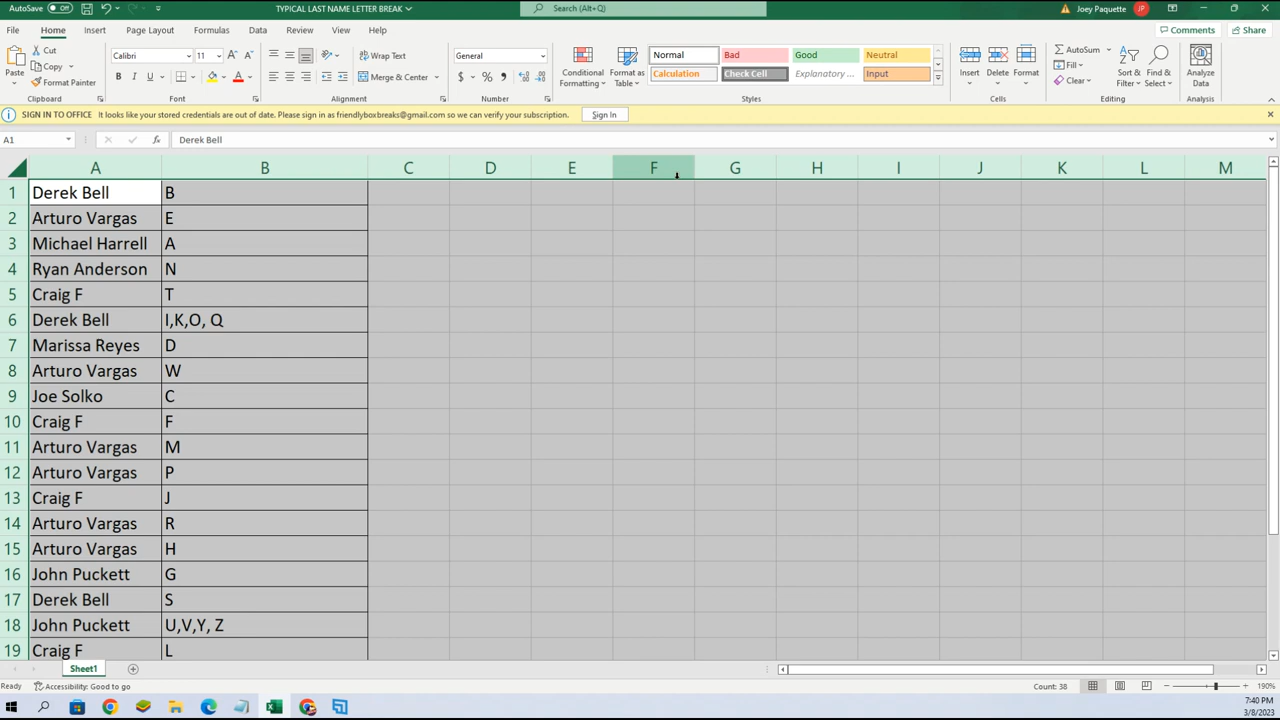 AutoSave Off TYPICAL LAST NAME LETTER BREAK Search (Alt+Q) Joey Paquette JP
File Home Insert Draw Page Layout Formulas Data Review View Help Comments Share
Paste Cut Copy Format Painter Clipboard
Calibri 11 B I U A Font
Wrap Text Merge & Center Alignment
General $ % Number
Conditional Formatting Format as Table Normal Bad Good Neutral Calculation Check Cell Explanatory ... Input Styles
Insert Delete Format Cells
AutoSum Fill Clear Sort & Filter Find & Select Editing
Analyze Data Analysis
SIGN IN TO OFFICE It looks like your stored credentials are out of date. Please sign in as friendlyboxbreaks@gmail.com so we can verify your subscription. Sign In
A1 fx Derek Bell
A B C D E F G H I J K L M
1 Derek Bell B
2 Arturo Vargas E
3 Michael Harrell A
4 Ryan Anderson N
5 Craig F T
6 Derek Bell I,K,O, Q
7 Marissa Reyes D
8 Arturo Vargas W
9 Joe Solko C
10 Craig F F
11 Arturo Vargas M
12 Arturo Vargas P
13 Craig F J
14 Arturo Vargas R
15 Arturo Vargas H
16 John Puckett G
17 Derek Bell S
18 John Puckett U,V,Y, Z
19 Craig F L
Sheet1
Ready Accessibility: Good to go Count: 38 190%
7:40 PM
3/8/2023